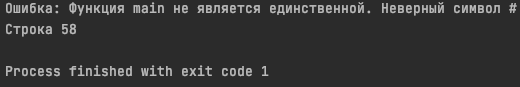 Ошибка: Функция main не является единственной. Неверный символ #
Строка 58
Process finished with exit code 1